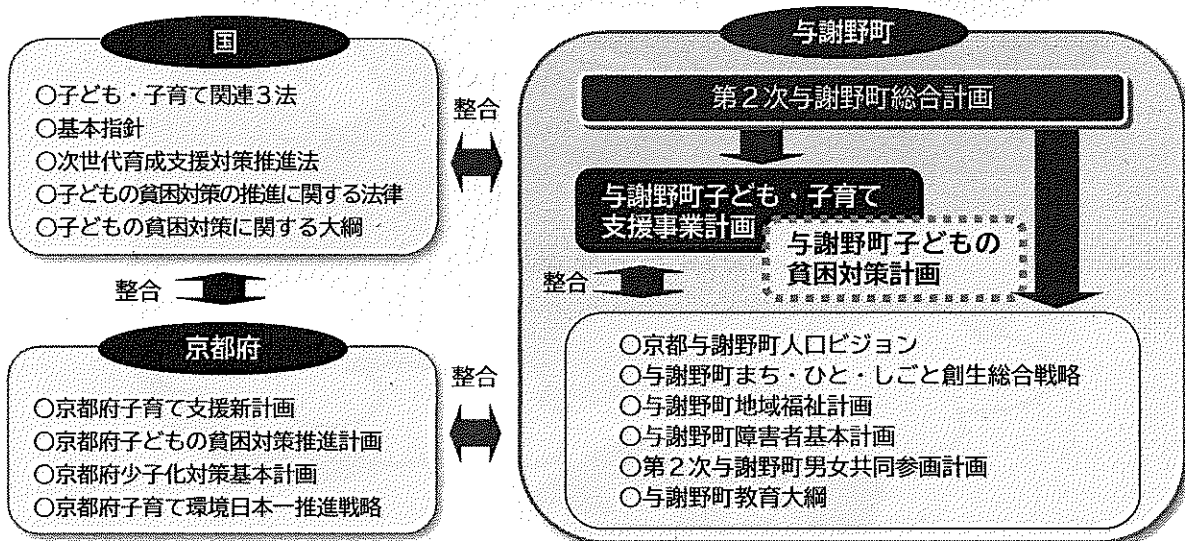 国
○子ども・子育て関連3法
○基本指針
○次世代育成支援対策推進法
○子どもの貧困対策の推進に関する法律
○子どもの貧困対策に関する大綱
整合
整合
京都府
○京都府子育て支援新計画
○京都府子どもの貧困対策推進計画
○京都府少子化対策基本計画
○京都府子育て環境日本一推進戦略
整合
与謝野町
第2次与謝野町総合計画
与謝野町子ども・子育て
支援事業計画
与謝野町子どもの
貧困対策計画
整合
○京都与謝野町人口ビジョン
○与謝野町まち・ひと・しごと創生総合戦略
○与謝野町地域福祉計画
○与謝野町障害者基本計画
○第2次与謝野町男女共同参画計画
○与謝野町教育大綱